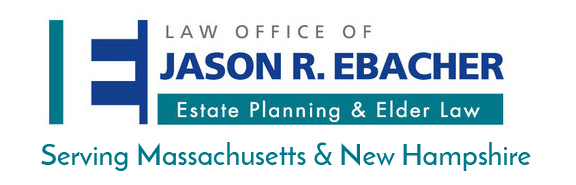 LAW OFFICE OF
JASON R. EBACHER
Estate Planning & Elder Law
Serving Massachusetts & New Hampshire